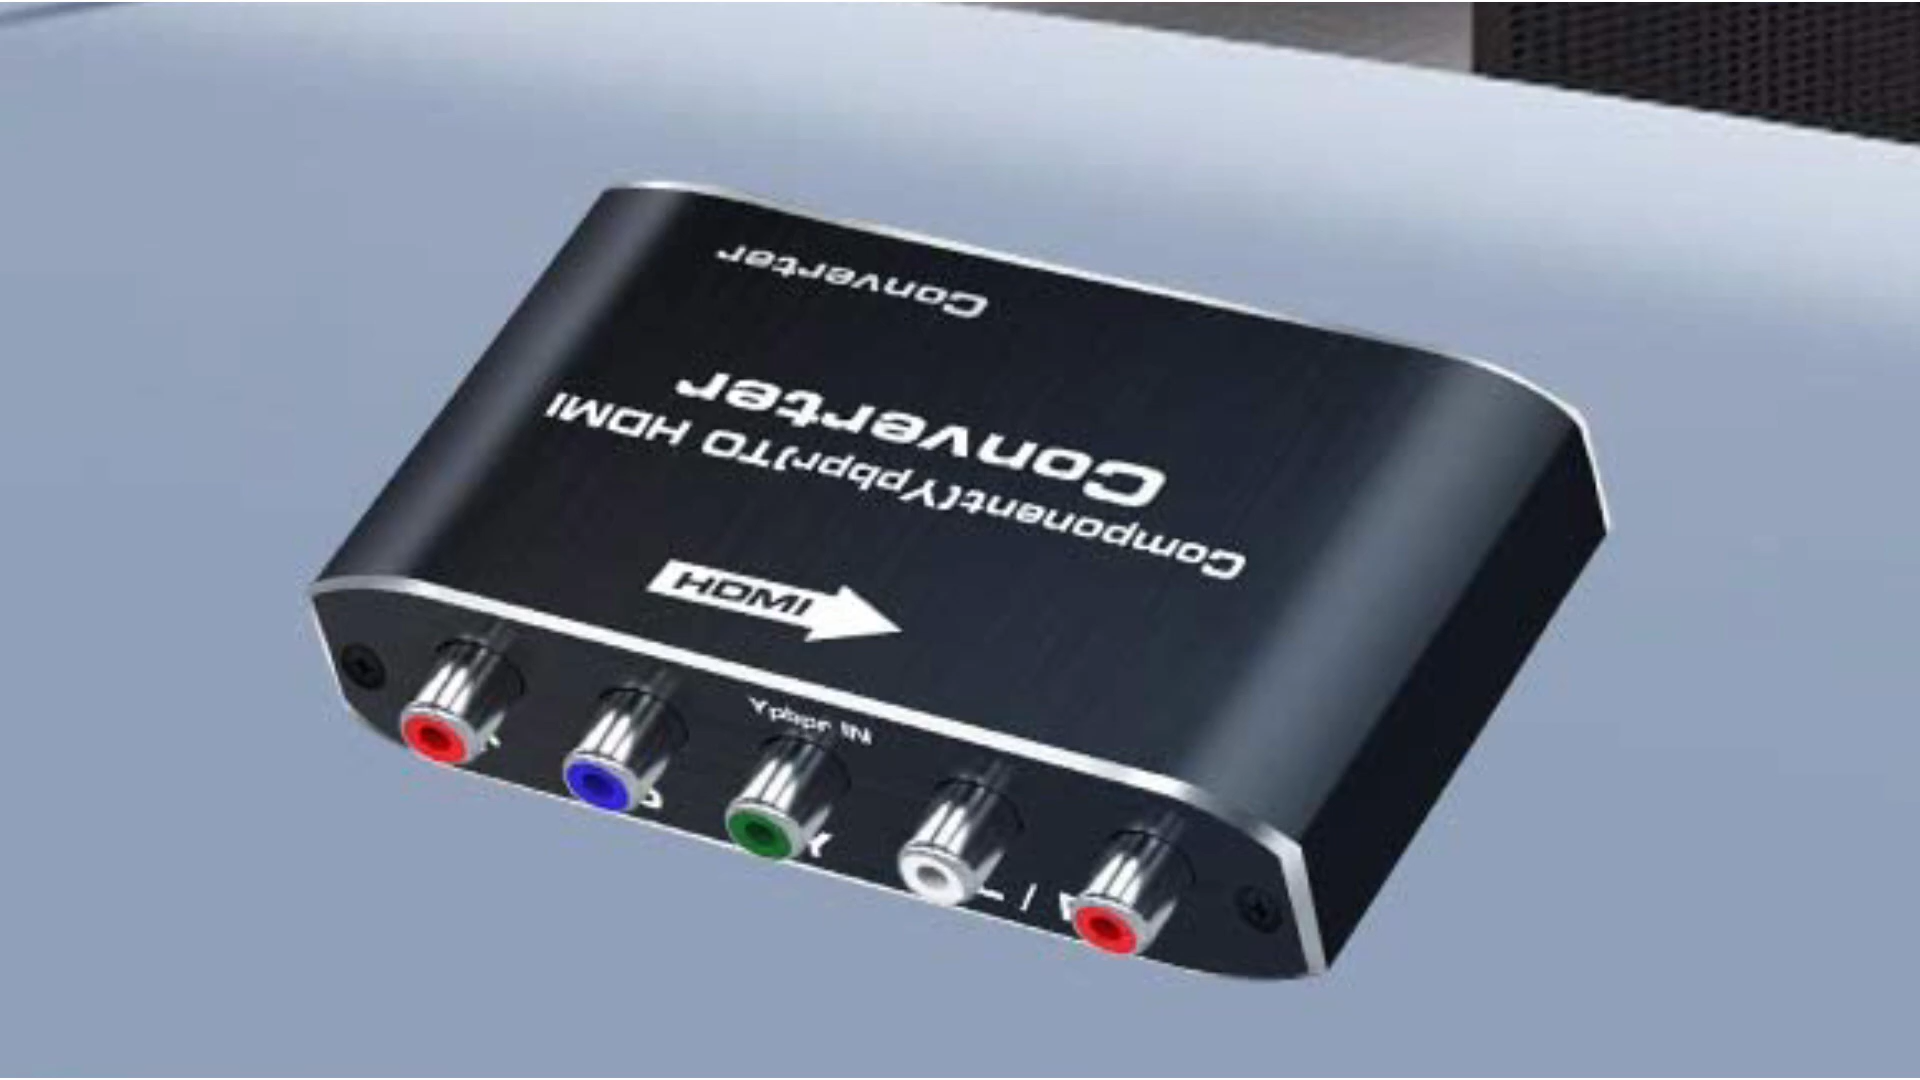 HDMI
Component(Ypbpr)TO HDMI
Converter
Converter
Ypbpr IN
Y